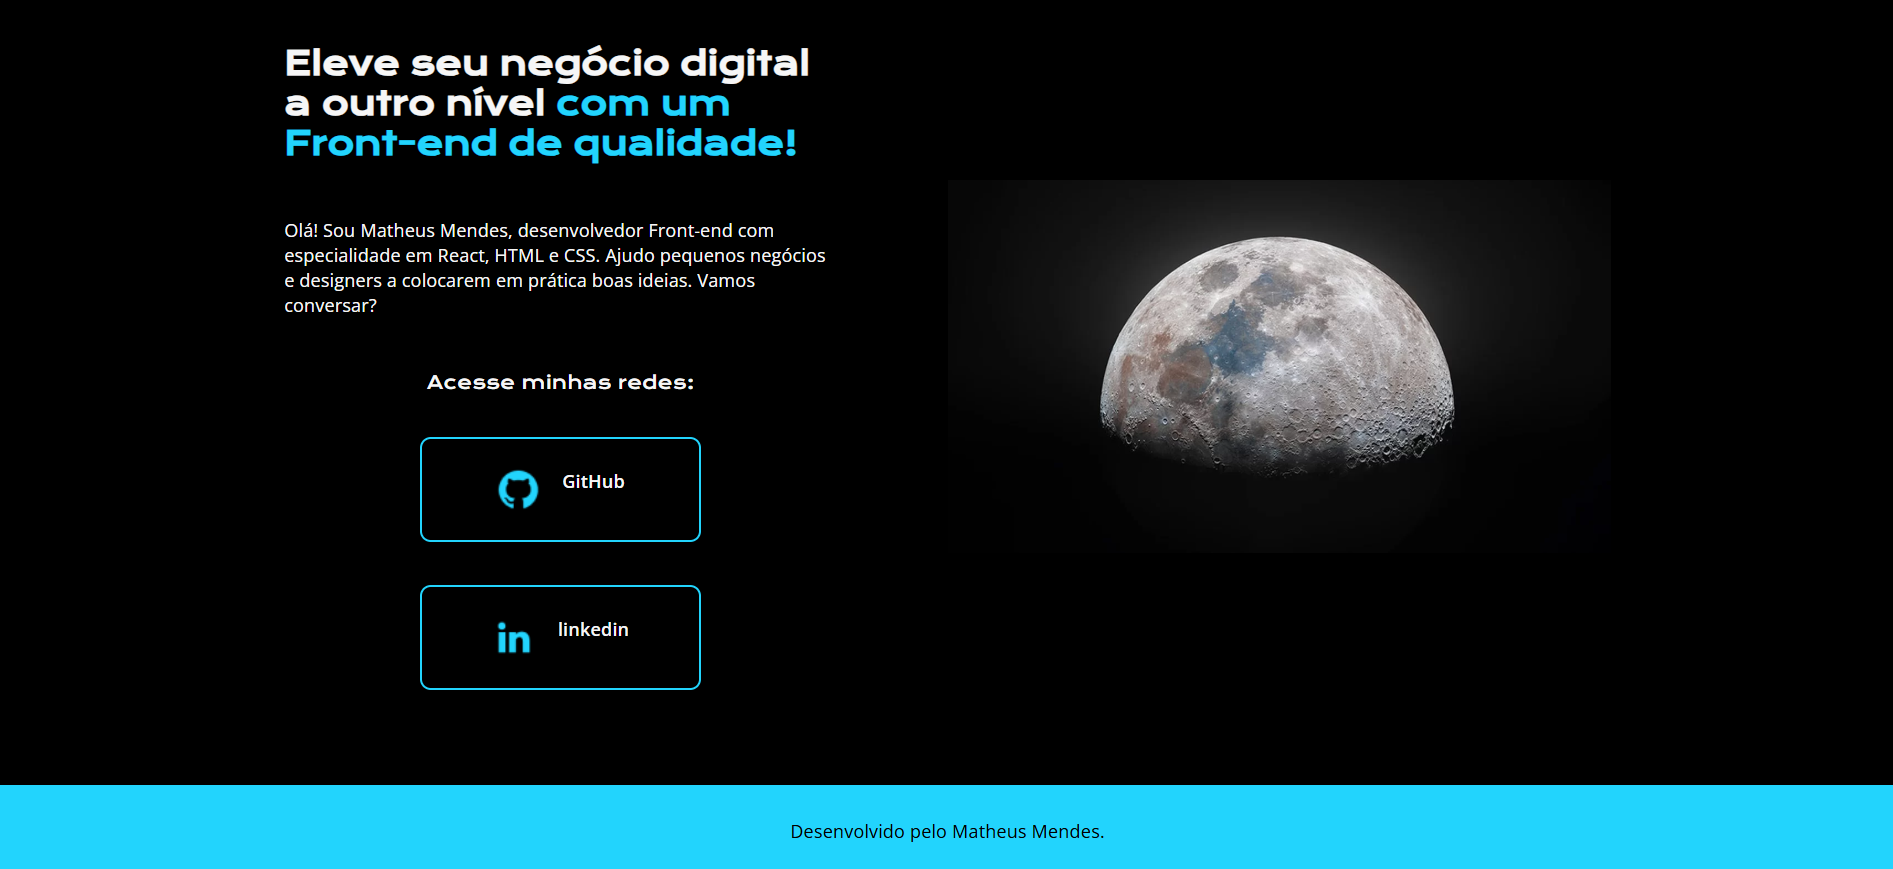 Eleve seu negócio digital
a outro nível com um
Front-end de qualidade!
Olá! Sou Matheus Mendes, desenvolvedor Front-end com
especialidade em React, HTML e CSS. Ajudo pequenos negócios
e designers a colocarem em prática boas ideias. Vamos
conversar?
Acesse minhas redes:
GitHub
in linkedin
Desenvolvido pelo Matheus Mendes.